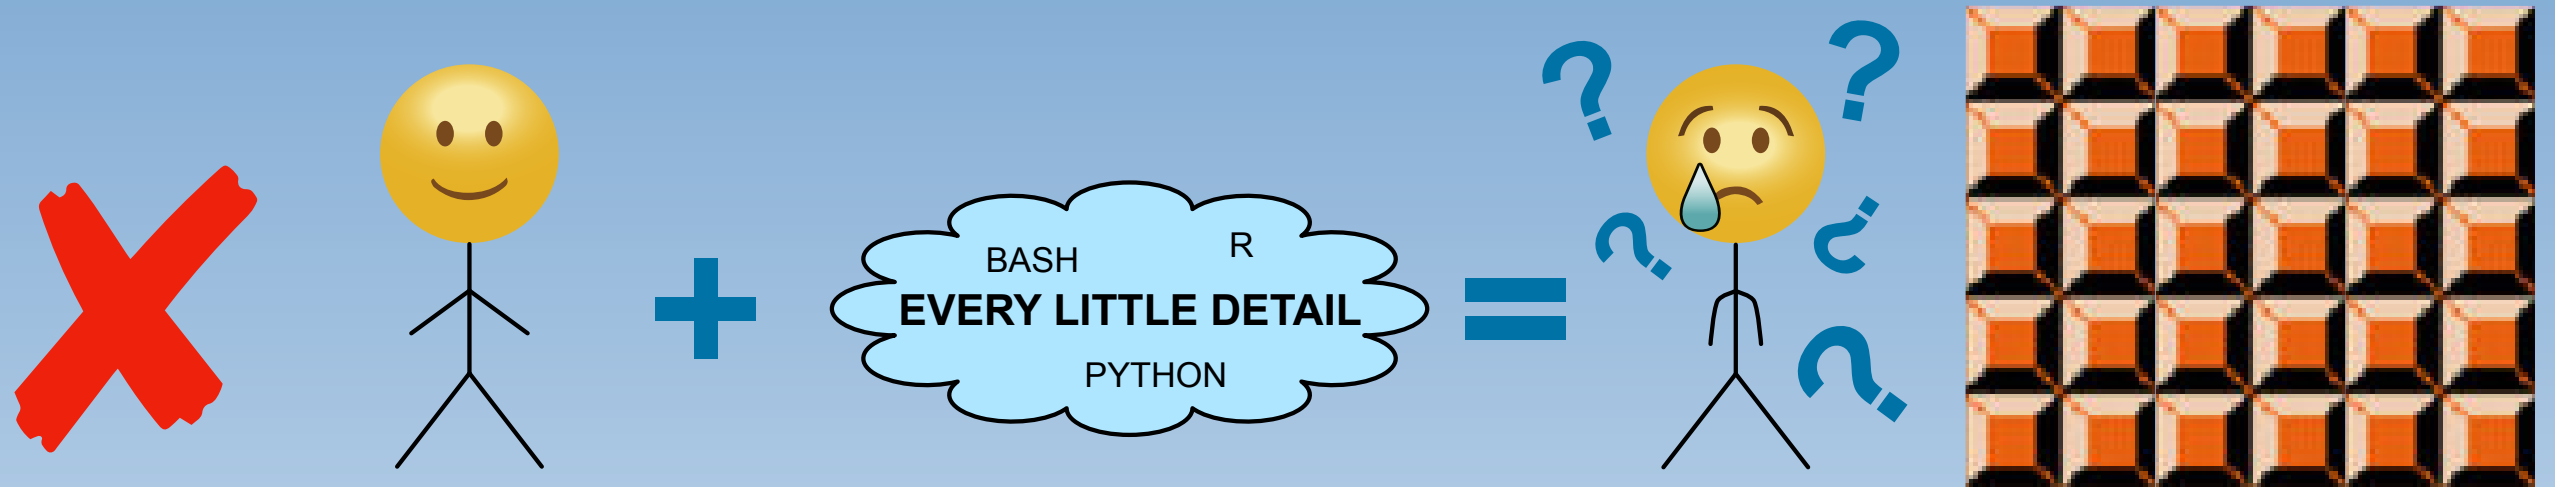 BASH R
EVERY LITTLE DETAIL
PYTHON
? ? ? ? ?